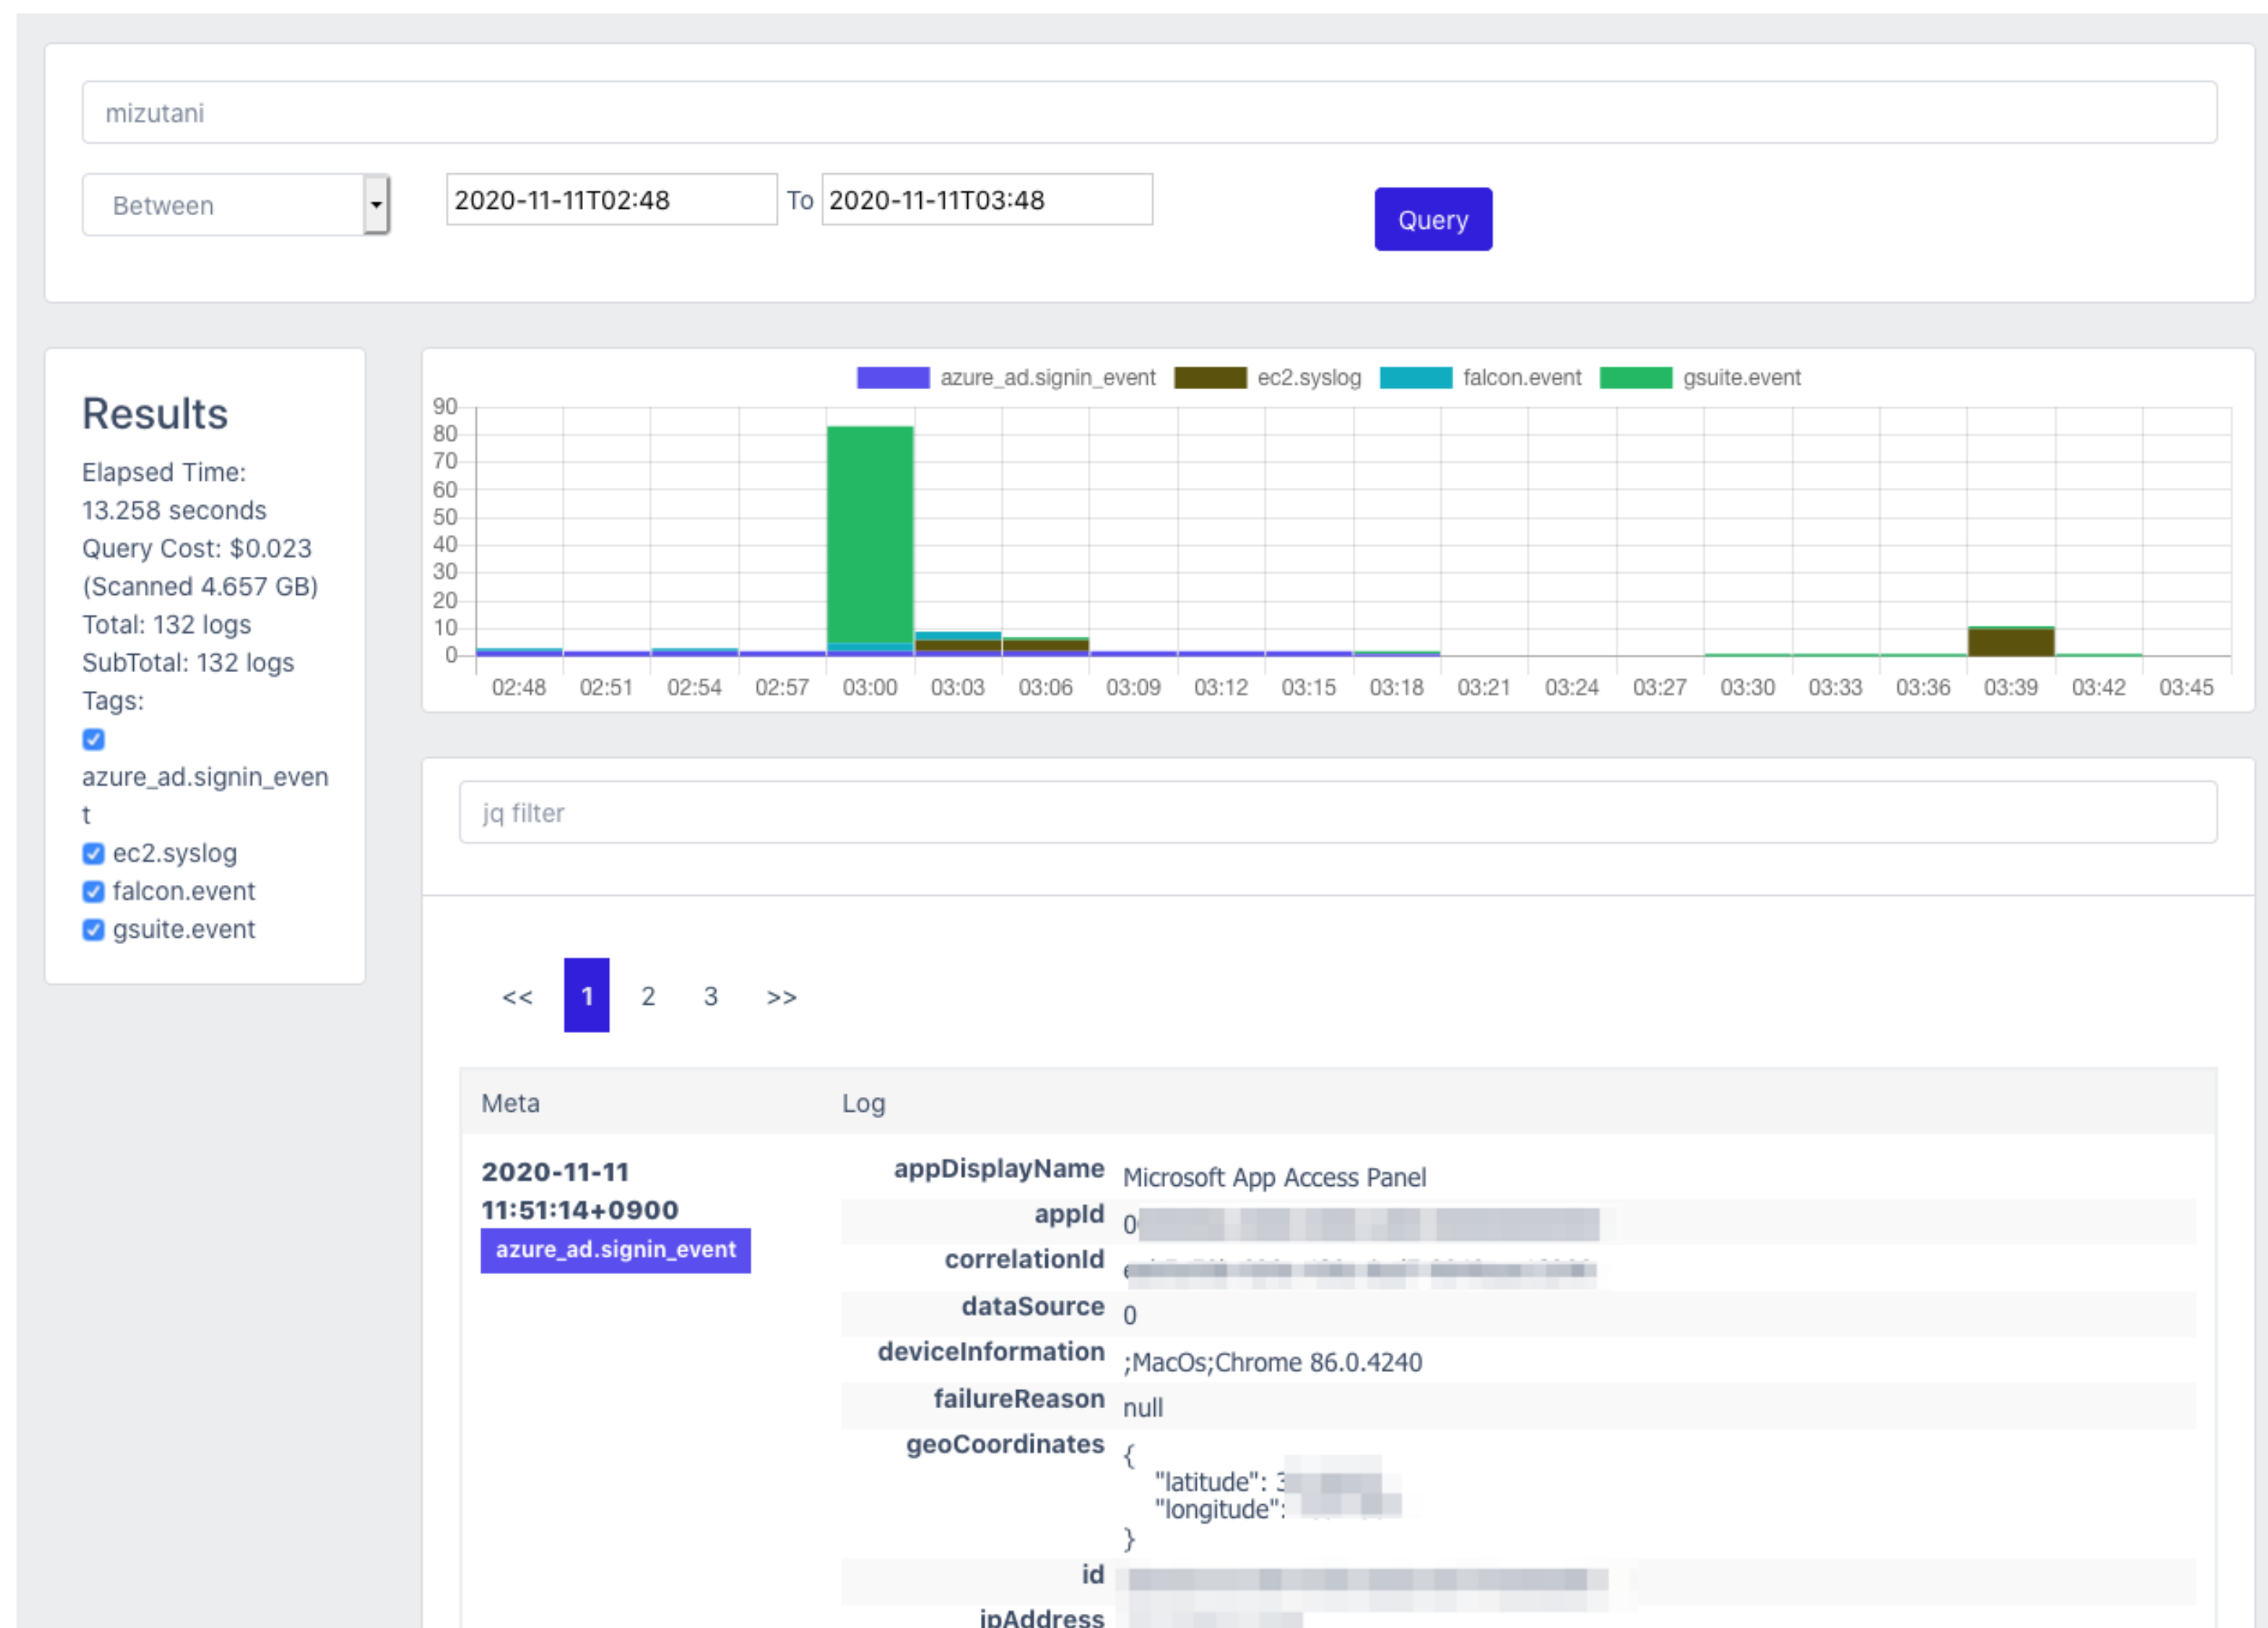 mizutani
Between
2020-11-11T02:48 To 2020-11-11T03:48
Query
Results
Elapsed Time:
13.258 seconds
Query Cost: $0.023
(Scanned 4.657 GB)
Total: 132 logs
SubTotal: 132 logs
Tags:
azure_ad.signin_even
t
ec2.syslog
falcon.event
gsuite.event
azure_ad.signin_event ec2.syslog falcon.event gsuite.event
90
80
70
60
50
40
30
20
10
0
02:48 02:51 02:54 02:57 03:00 03:03 03:06 03:09 03:12 03:15 03:18 03:21 03:24 03:27 03:30 03:33 03:36 03:39 03:42 03:45
jq filter
<< 1 2 3 >>
Meta Log
2020-11-11
11:51:14+0900
azure_ad.signin_event
appDisplayName Microsoft App Access Panel
appId 0
correlationId
dataSource 0
deviceInformation ;MacOs;Chrome 86.0.4240
failureReason null
geoCoordinates {
"latitude": 3
"longitude":
}
id
ipAddress